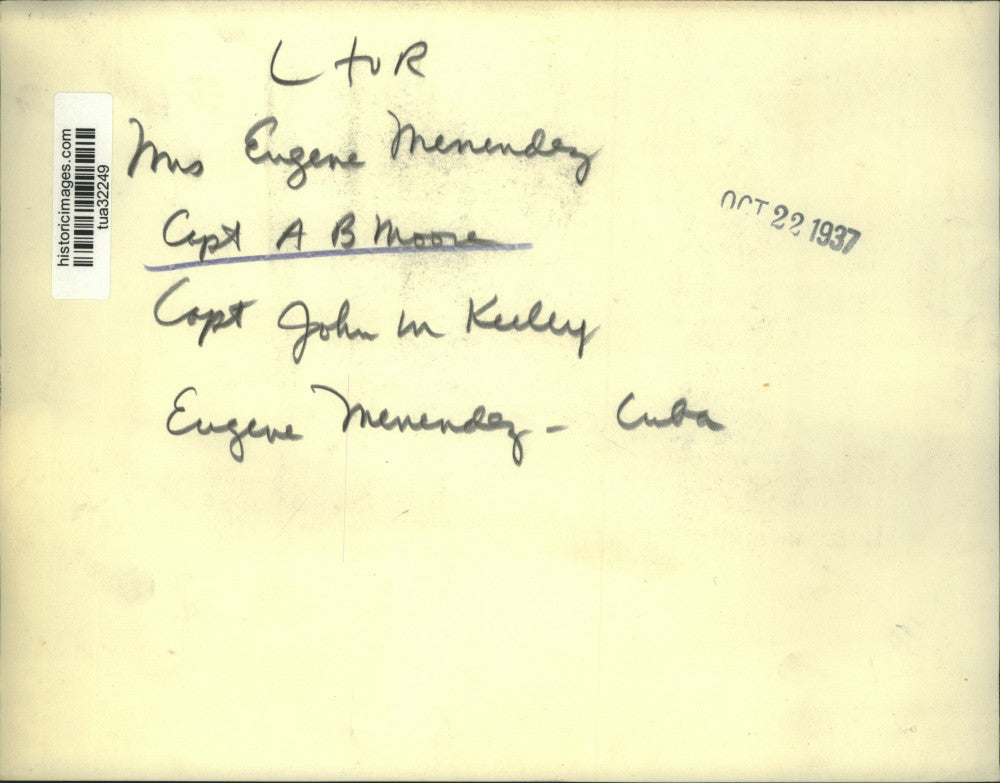 L to R
Mrs Eugene Menendez
Capt A B Moore
Capt John M Kelley
Eugene Menendez - Cuba
OCT 22 1937
historicimages.com
tua32249